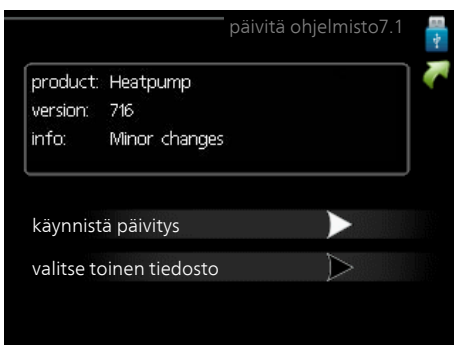 päivitä ohjelmisto7.1
product: Heatpump
version: 716
info: Minor changes
käynnistä päivitys
valitse toinen tiedosto